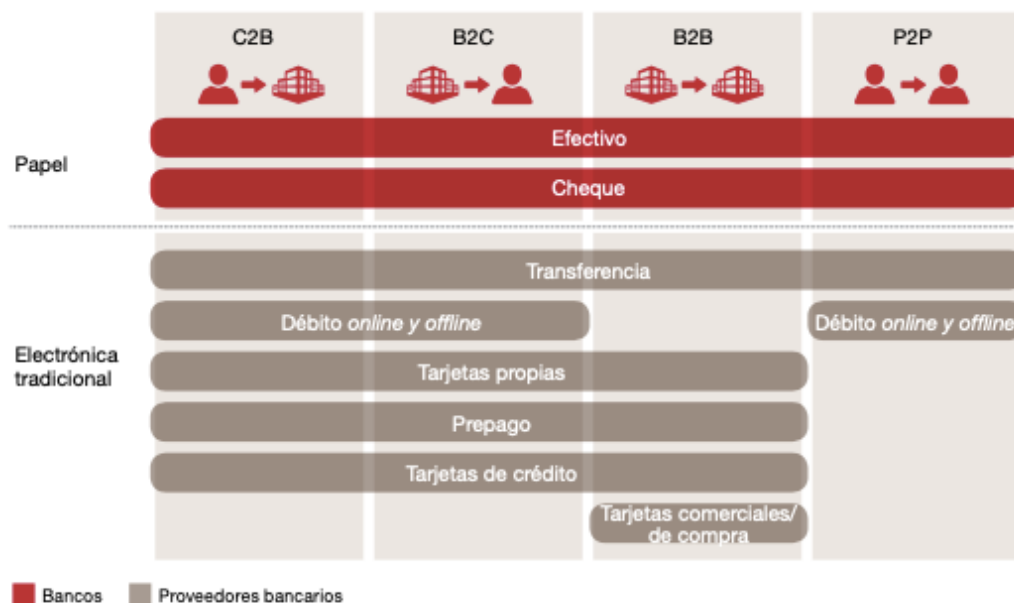 C2B
B2C
B2B
P2P
Papel
Efectivo
Cheque
Transferencia
Débito online y offline
Débito online y offline
Electrónica
tradicional
Tarjetas propias
Prepago
Tarjetas de crédito
Tarjetas comerciales/
de compra
Bancos
Proveedores bancarios